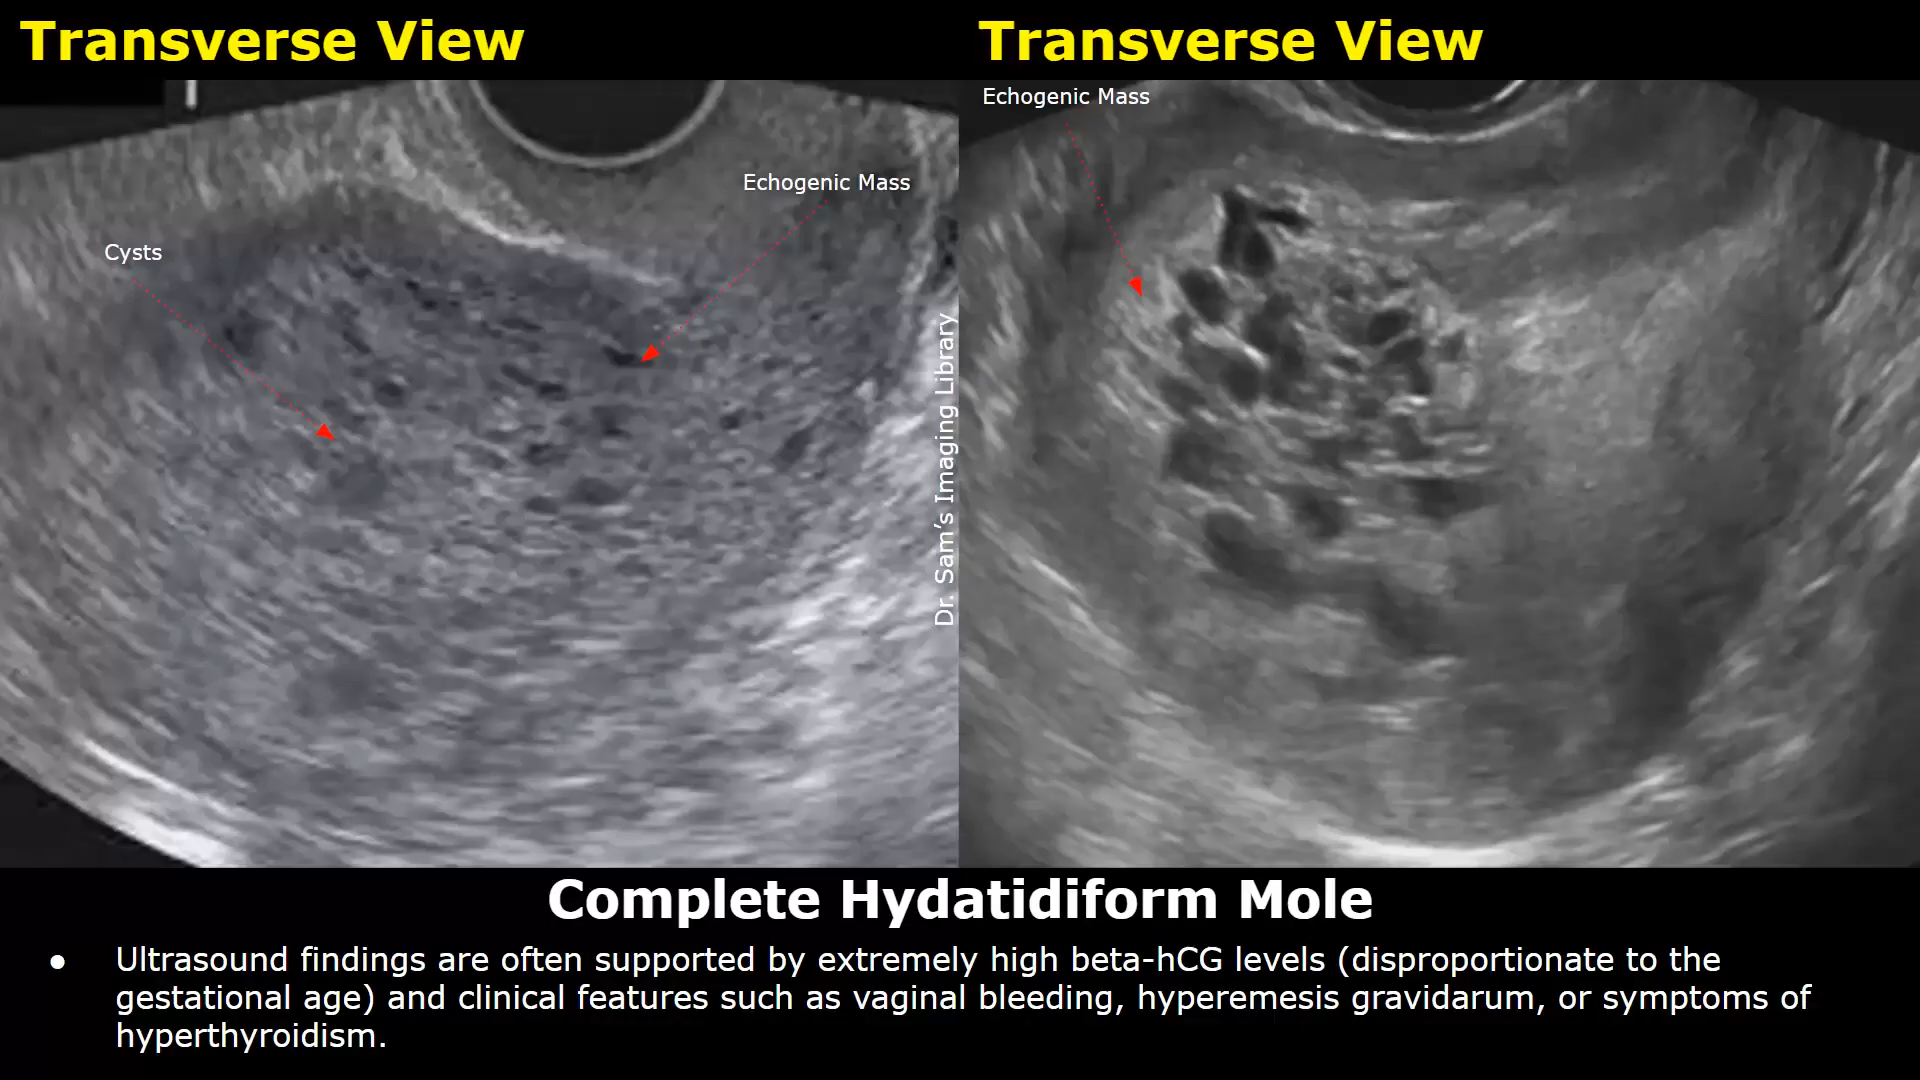 Transverse View
Transverse View
Echogenic Mass
Echogenic Mass
Cysts
Dr. Sam's Imaging Library
Complete Hydatidiform Mole
● Ultrasound findings are often supported by extremely high beta-hCG levels (disproportionate to the
gestational age) and clinical features such as vaginal bleeding, hyperemesis gravidarum, or symptoms of
hyperthyroidism.